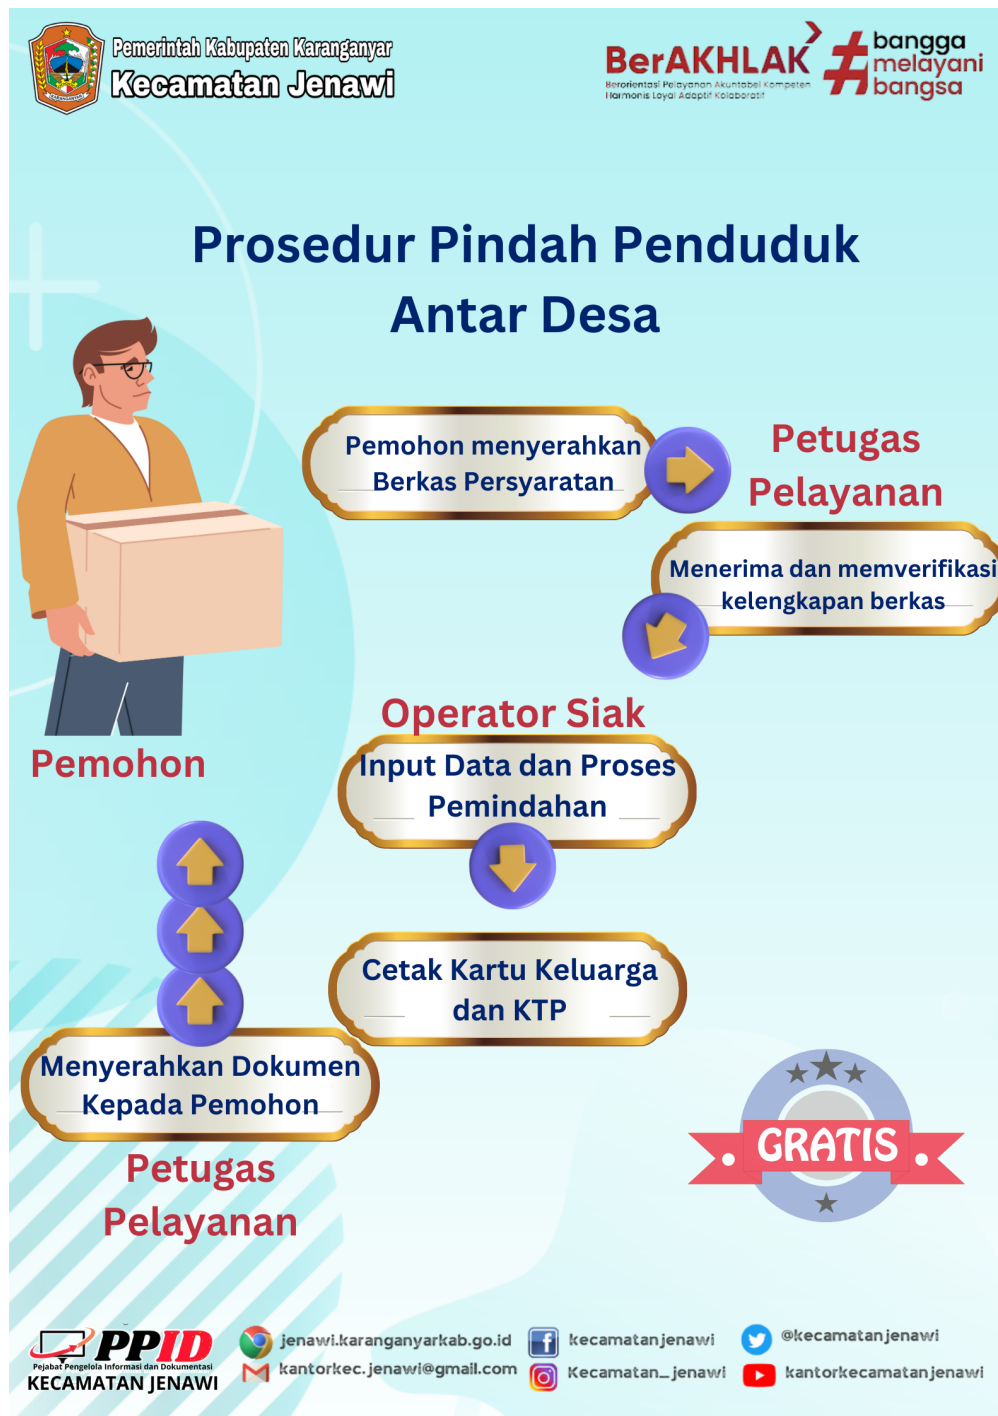 Pemerintah Kabupaten Karanganyar
Kecamatan Jenawi
BerAKHLAK
Berorientasi Pelayanan Akuntabel Kompeten
Harmonis Loyal Adaptif Kolaboratif
#
bangga
melayani
bangsa
Prosedur Pindah Penduduk
Antar Desa
Pemohon menyerahkan
Berkas Persyaratan
Petugas
Pelayanan
Menerima dan memverifikasi
kelengkapan berkas
Operator Siak
Input Data dan Proses
Pemindahan
Pemohon
Cetak Kartu Keluarga
dan KTP
Menyerahkan Dokumen
Kepada Pemohon
Petugas
Pelayanan
GRATIS
PPID
Pejabat Pengelola Informasi dan Dokumentasi
KECAMATAN JENAWI
jenawi.karanganyarkab.go.id
kantorkec.jenawi@gmail.com
kecamatanjenawi
Kecamatan_jenawi
@kecamatanjenawi
kantorkecamatanjenawi